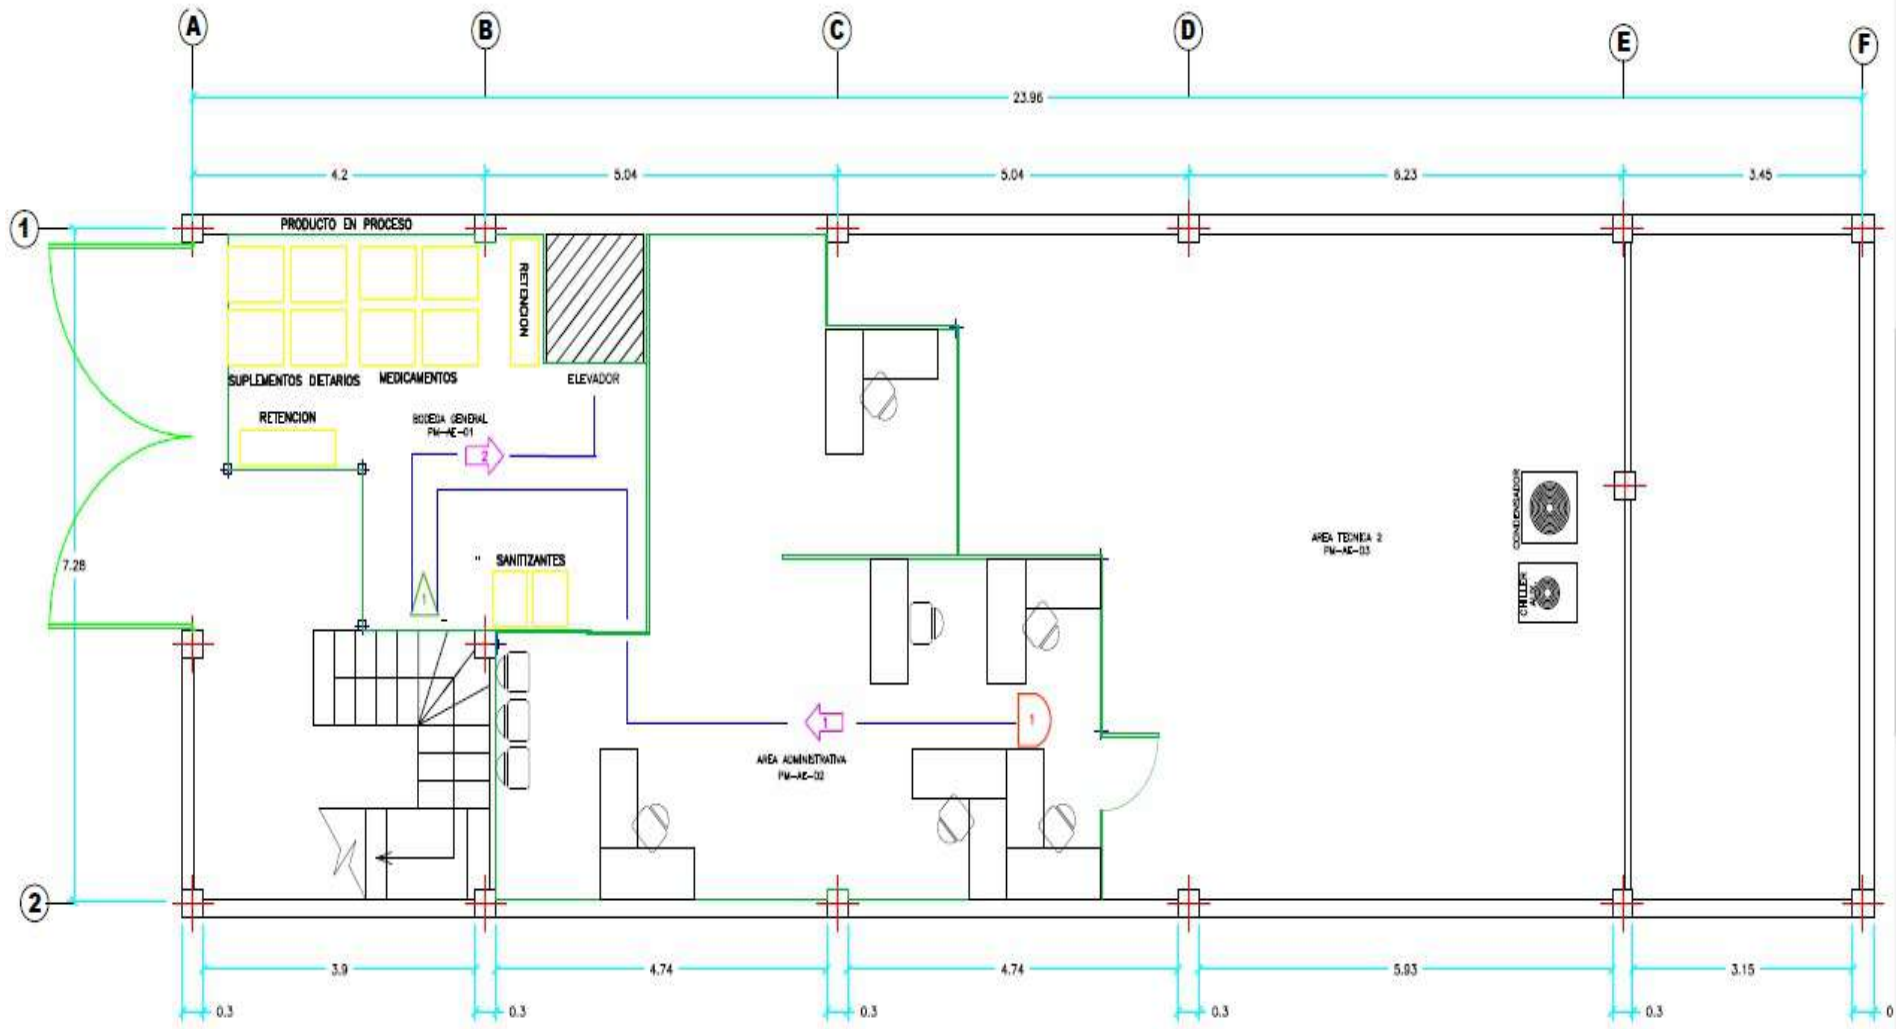 A
B
C
D
E
F
23.96
4.2
5.04
5.04
6.23
3.45
1
PRODUCTO EN PROCESO
RETENCION
SUPLEMENTOS DIETARIOS
MEDICAMENTOS
ELEVADOR
RETENCION
BODEGA GENERAL
PM-AE-01
2
CONDENSADOR
AREA TECNICA 2
PM-AE-03
" SANITIZANTES
7.28
CHILLER
AUX.
1
1
1
AREA ADMINISTRATIVA
PM-AE-02
2
3.9
4.74
4.74
5.93
3.15
0.3
0.3
0.3
0.3
0.3
0